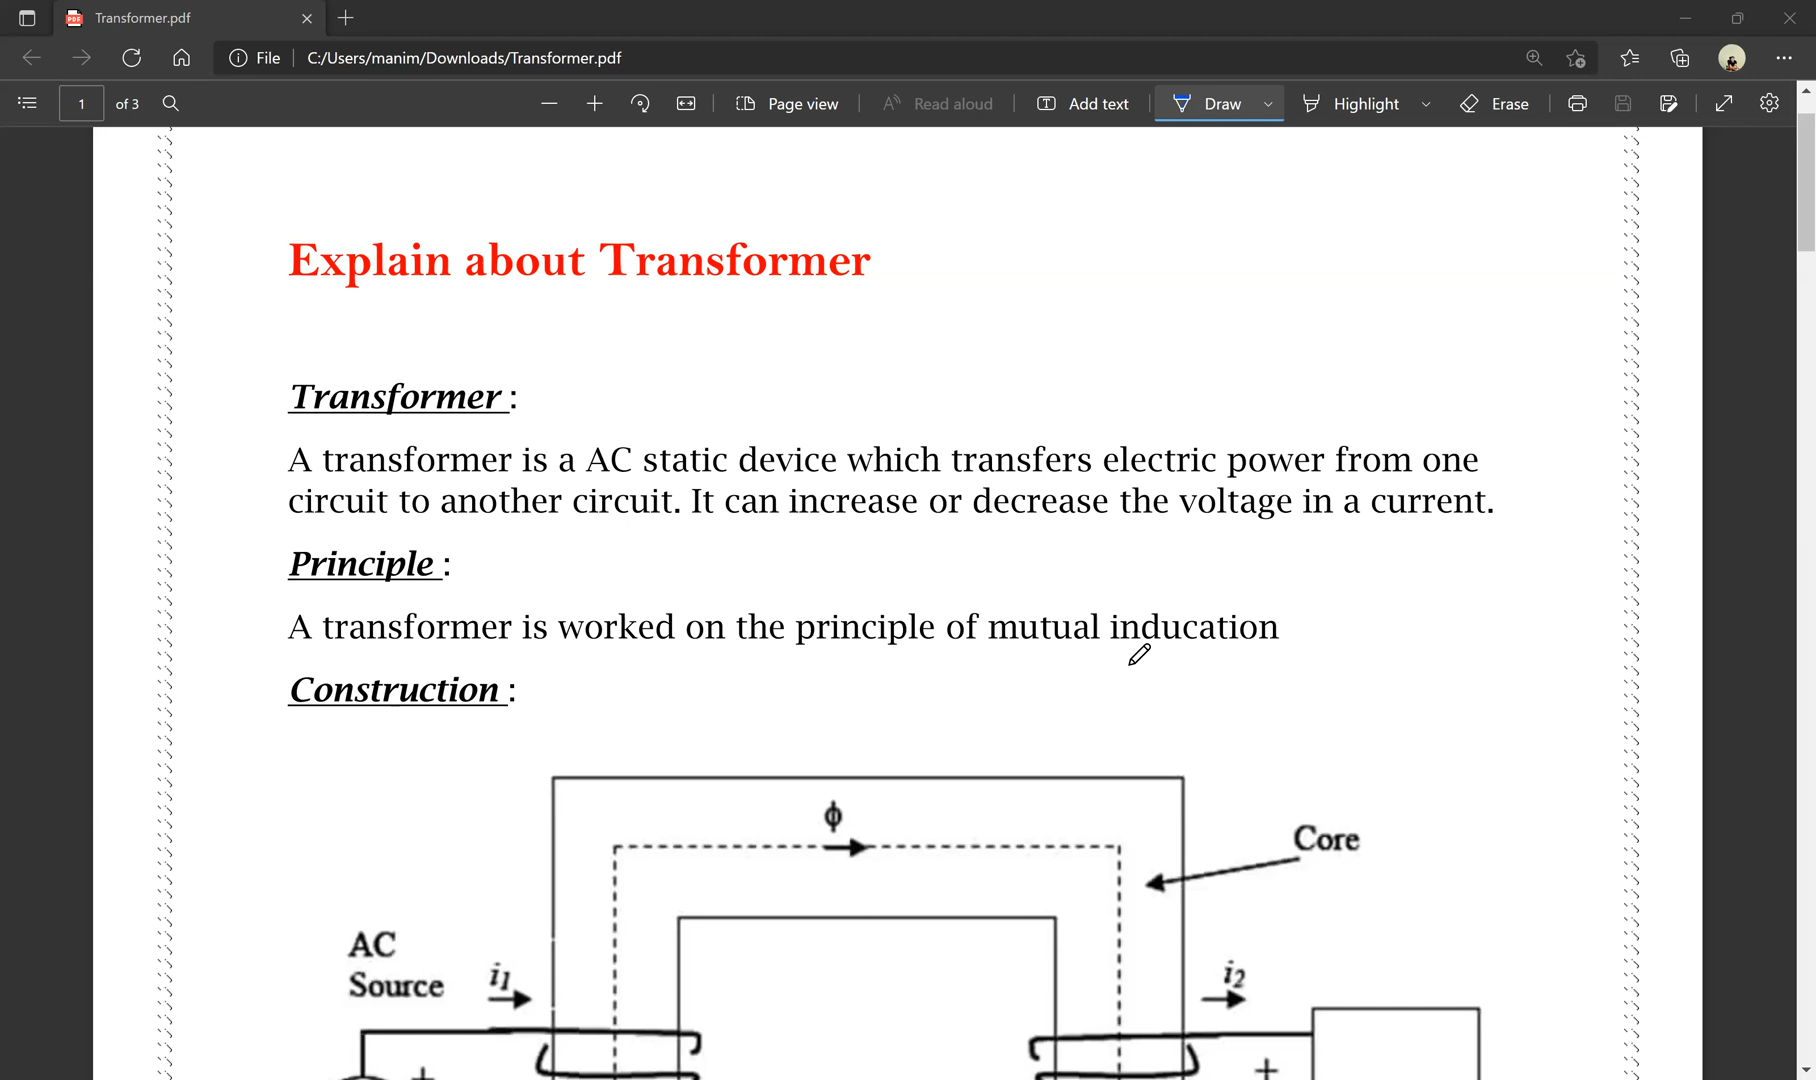 Transformer.pdf
File
C:/Users/manim/Downloads/Transformer.pdf
1 of 3
Page view
Read aloud
Add text
Draw
Highlight
Erase
Explain about Transformer
Transformer :
A transformer is a AC static device which transfers electric power from one
circuit to another circuit. It can increase or decrease the voltage in a current.
Principle :
A transformer is worked on the principle of mutual inducation
Construction :
ϕ
Core
AC
Source
i1
i2
+
+